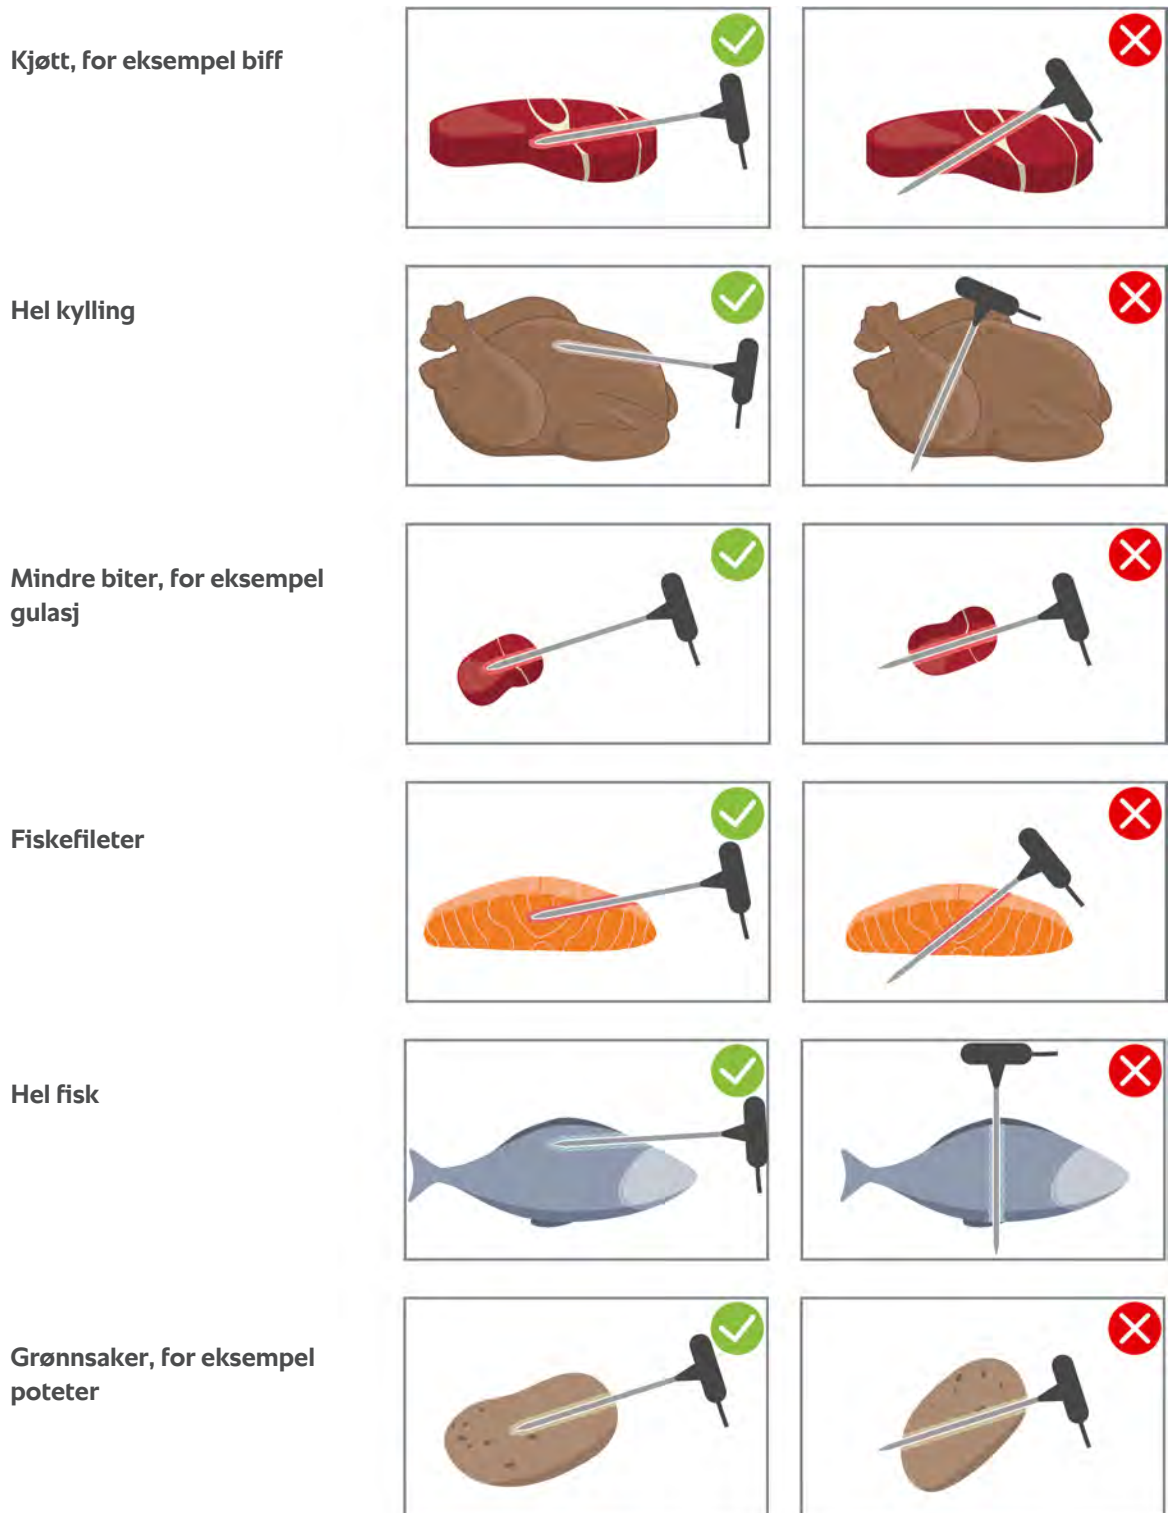 Kjøtt, for eksempel biff
Hel kylling
Mindre biter, for eksempel
gulasj
Fiskefileter
Hel fisk
Grønnsaker, for eksempel
poteter